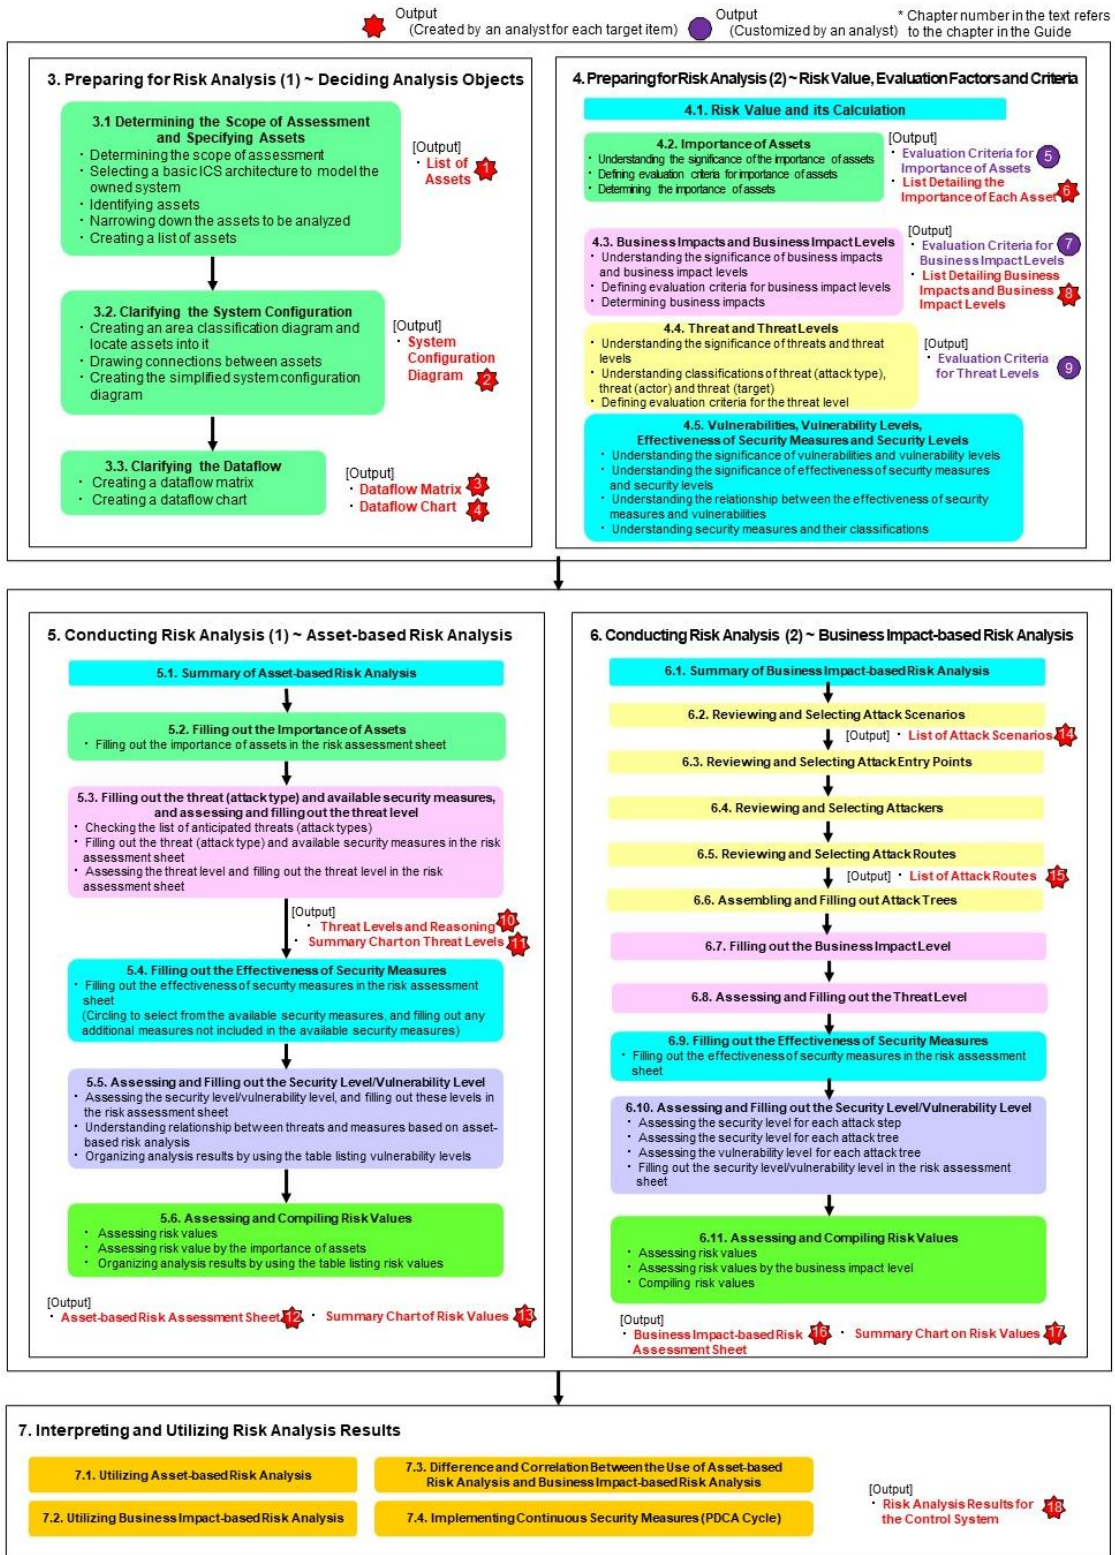 Output
(Created by an analyst for each target item)
Output
(Customized by an analyst)
* Chapter number in the text refers
to the chapter in the Guide
3. Preparing for Risk Analysis (1) ~ Deciding Analysis Objects
3.1 Determining the Scope of Assessment
and Specifying Assets
・ Determining the scope of assessment
・ Selecting a basic ICS architecture to model the
owned system
・ Identifying assets
・ Narrowing down the assets to be analyzed
・ Creating a list of assets
[Output]
・ List of
Assets
1
3.2. Clarifying the System Configuration
・ Creating an area classification diagram and
locate assets into it
・ Drawing connections between assets
・ Creating the simplified system configuration
diagram
[Output]
・ System
Configuration
Diagram
2
3.3. Clarifying the Dataflow
・ Creating a dataflow matrix
・ Creating a dataflow chart
[Output]
・ Dataflow Matrix 3
・ Dataflow Chart 4
4. Preparing for Risk Analysis (2) ~ Risk Value, Evaluation Factors and Criteria
4.1. Risk Value and its Calculation
4.2. Importance of Assets
・ Understanding the significance of the importance of assets
・ Defining evaluation criteria for importance of assets
・ Determining the importance of assets
[Output]
・ Evaluation Criteria for
Importance of Assets
5
・ List Detailing the
Importance of Each Asset
6
4.3. Business Impacts and Business Impact Levels
・ Understanding the significance of business impacts
and business impact levels
・ Defining evaluation criteria for business impact levels
・ Determining business impacts
[Output]
・ Evaluation Criteria for
Business Impact Levels
7
・ List Detailing Business
Impacts and Business
Impact Levels
8
4.4. Threat and Threat Levels
・ Understanding the significance of threats and threat
levels
・ Understanding classifications of threat (attack type),
threat (actor) and threat (target)
・ Defining evaluation criteria for the threat level
[Output]
・ Evaluation Criteria
for Threat Levels
9
4.5. Vulnerabilities, Vulnerability Levels,
Effectiveness of Security Measures and Security Levels
・ Understanding the significance of vulnerabilities and vulnerability levels
・ Understanding the significance of effectiveness of security measures
and security levels
・ Understanding the relationship between the effectiveness of security
measures and vulnerabilities
・ Understanding security measures and their classifications
5. Conducting Risk Analysis (1) ~ Asset-based Risk Analysis
5.1. Summary of Asset-based Risk Analysis
5.2. Filling out the Importance of Assets
・ Filling out the importance of assets in the risk assessment sheet
5.3. Filling out the threat (attack type) and available security measures,
and assessing and filling out the threat level
・ Checking the list of anticipated threats (attack types)
・ Filling out the threat (attack type) and available security measures in the risk
assessment sheet
・ Assessing the threat level and filling out the threat level in the risk
assessment sheet
[Output]
・ Threat Levels and Reasoning 10
・ Summary Chart on Threat Levels 11
5.4. Filling out the Effectiveness of Security Measures
・ Filling out the effectiveness of security measures in the risk assessment
sheet
(Circling to select from the available security measures, and filling out any
additional measures not included in the available security measures)
5.5. Assessing and Filling out the Security Level/Vulnerability Level
・ Assessing the security level/vulnerability level, and filling out these levels in
the risk assessment sheet
・ Understanding relationship between threats and measures based on asset-
based risk analysis
・ Organizing analysis results by using the table listing vulnerability levels
5.6. Assessing and Compiling Risk Values
・ Assessing risk values
・ Assessing risk value by the importance of assets
・ Organizing analysis results by using the table listing risk values
[Output]
・ Asset-based Risk Assessment Sheet 12 ・ Summary Chart of Risk Values 13
6. Conducting Risk Analysis (2) ~ Business Impact-based Risk Analysis
6.1. Summary of Business Impact-based Risk Analysis
6.2. Reviewing and Selecting Attack Scenarios
[Output] ・ List of Attack Scenarios 14
6.3. Reviewing and Selecting Attack Entry Points
6.4. Reviewing and Selecting Attackers
6.5. Reviewing and Selecting Attack Routes
[Output] ・ List of Attack Routes 15
6.6. Assembling and Filling out Attack Trees
6.7. Filling out the Business Impact Level
6.8. Assessing and Filling out the Threat Level
6.9. Filling out the Effectiveness of Security Measures
・ Filling out the effectiveness of security measures in the risk assessment
sheet
6.10. Assessing and Filling out the Security Level/Vulnerability Level
・ Assessing the security level for each attack step
・ Assessing the security level for each attack tree
・ Assessing the vulnerability level for each attack tree
・ Filling out the security level/vulnerability level in the risk assessment
sheet
6.11. Assessing and Compiling Risk Values
・ Assessing risk values
・ Assessing risk values by the business impact level
・ Compiling risk values
[Output]
・ Business Impact-based Risk
Assessment Sheet
16
・ Summary Chart on Risk Values 17
7. Interpreting and Utilizing Risk Analysis Results
7.1. Utilizing Asset-based Risk Analysis
7.2. Utilizing Business Impact-based Risk Analysis
7.3. Difference and Correlation Between the Use of Asset-based
Risk Analysis and Business Impact-based Risk Analysis
7.4. Implementing Continuous Security Measures (PDCA Cycle)
[Output]
・ Risk Analysis Results for
the Control System
18